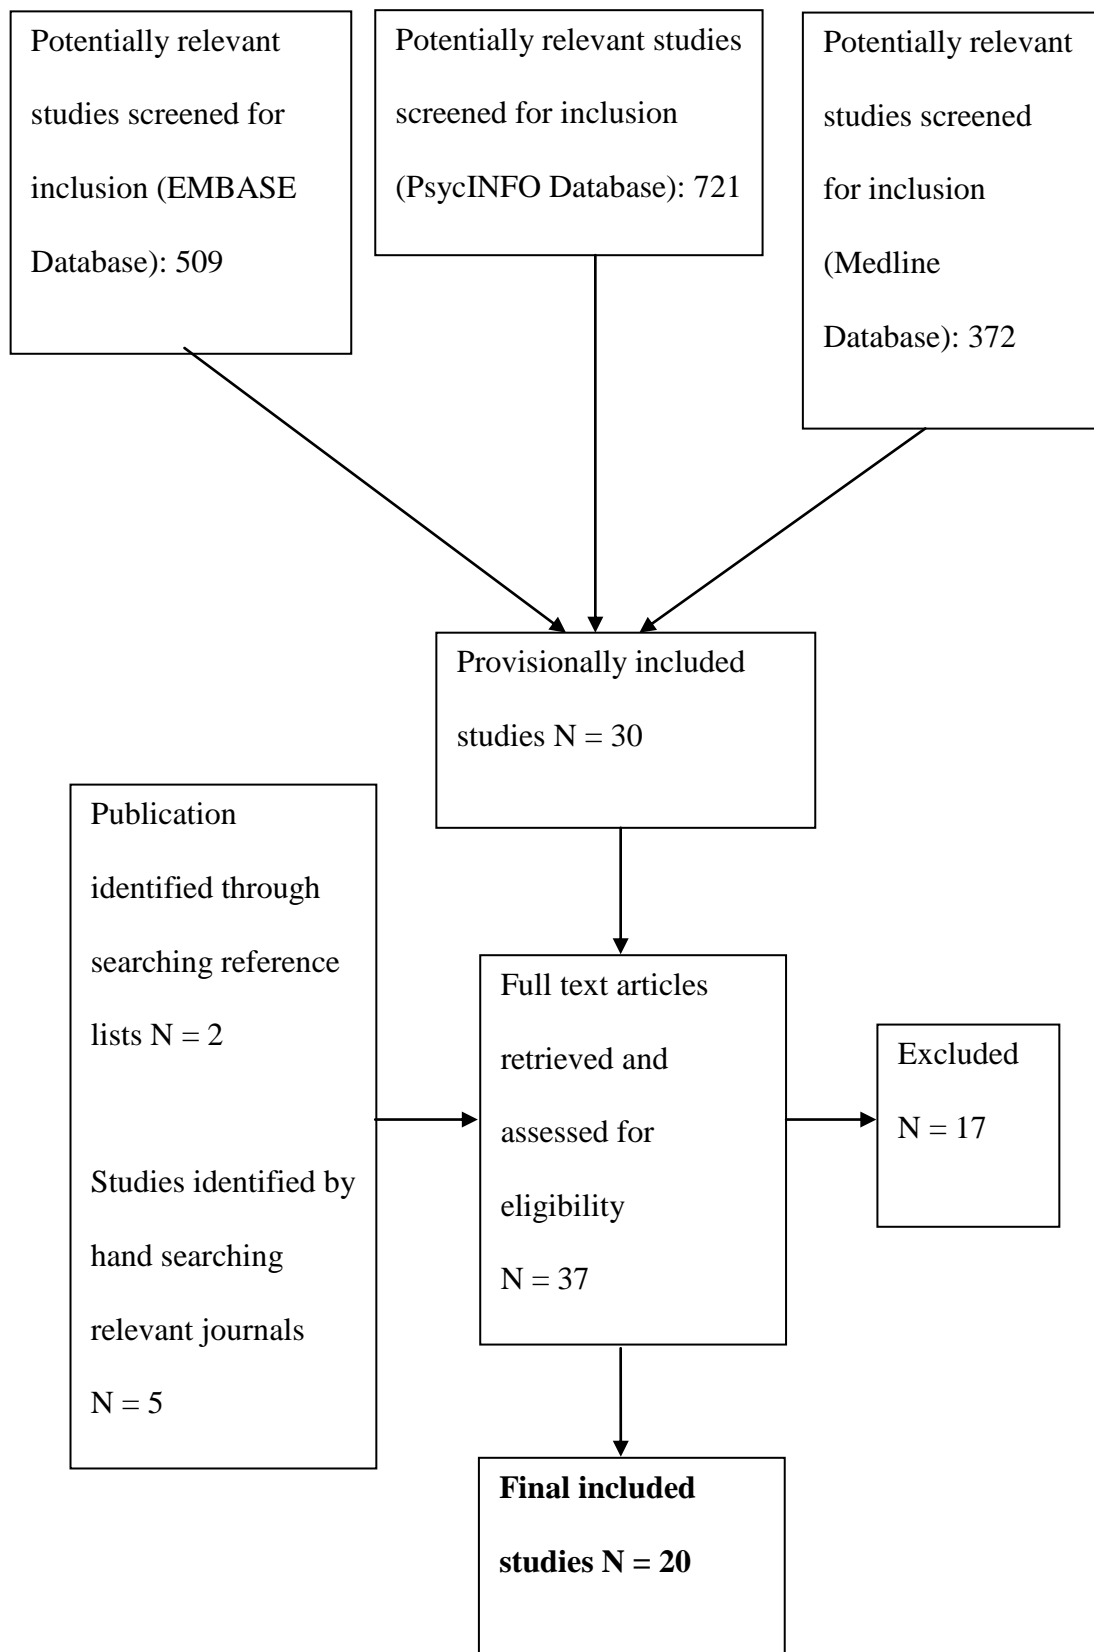 Potentially relevant
studies screened for
inclusion (EMBASE
Database): 509
Potentially relevant studies
screened for inclusion
(PsycINFO Database): 721
Potentially relevant
studies screened
for inclusion
(Medline
Database): 372
Provisionally included
studies N = 30
Publication
identified through
searching reference
lists N = 2
Studies identified by
hand searching
relevant journals
N = 5
Full text articles
retrieved and
assessed for
eligibility
N = 37
Excluded
N = 17
Final included
studies N = 20